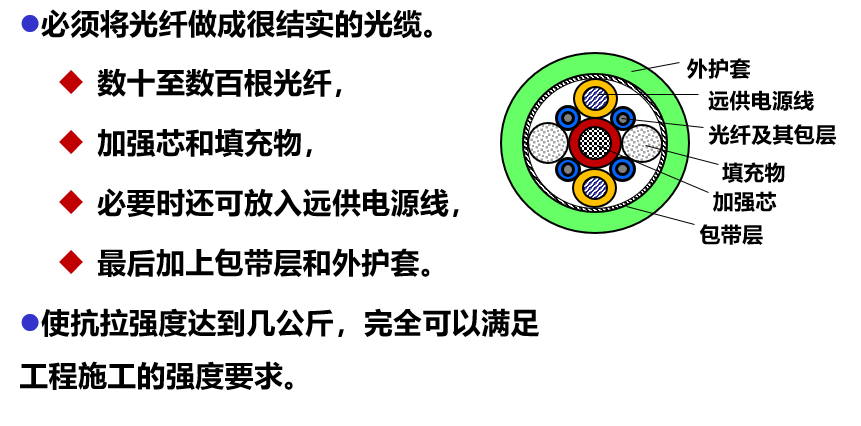 必须将光纤做成很结实的光缆。
数十至数百根光纤，
加强芯和填充物，
必要时还可放入远供电源线，
最后加上包带层和外护套。
使抗拉强度达到几公斤，完全可以满足
工程施工的强度要求。
外护套
远供电源线
光纤及其包层
填充物
加强芯
包带层